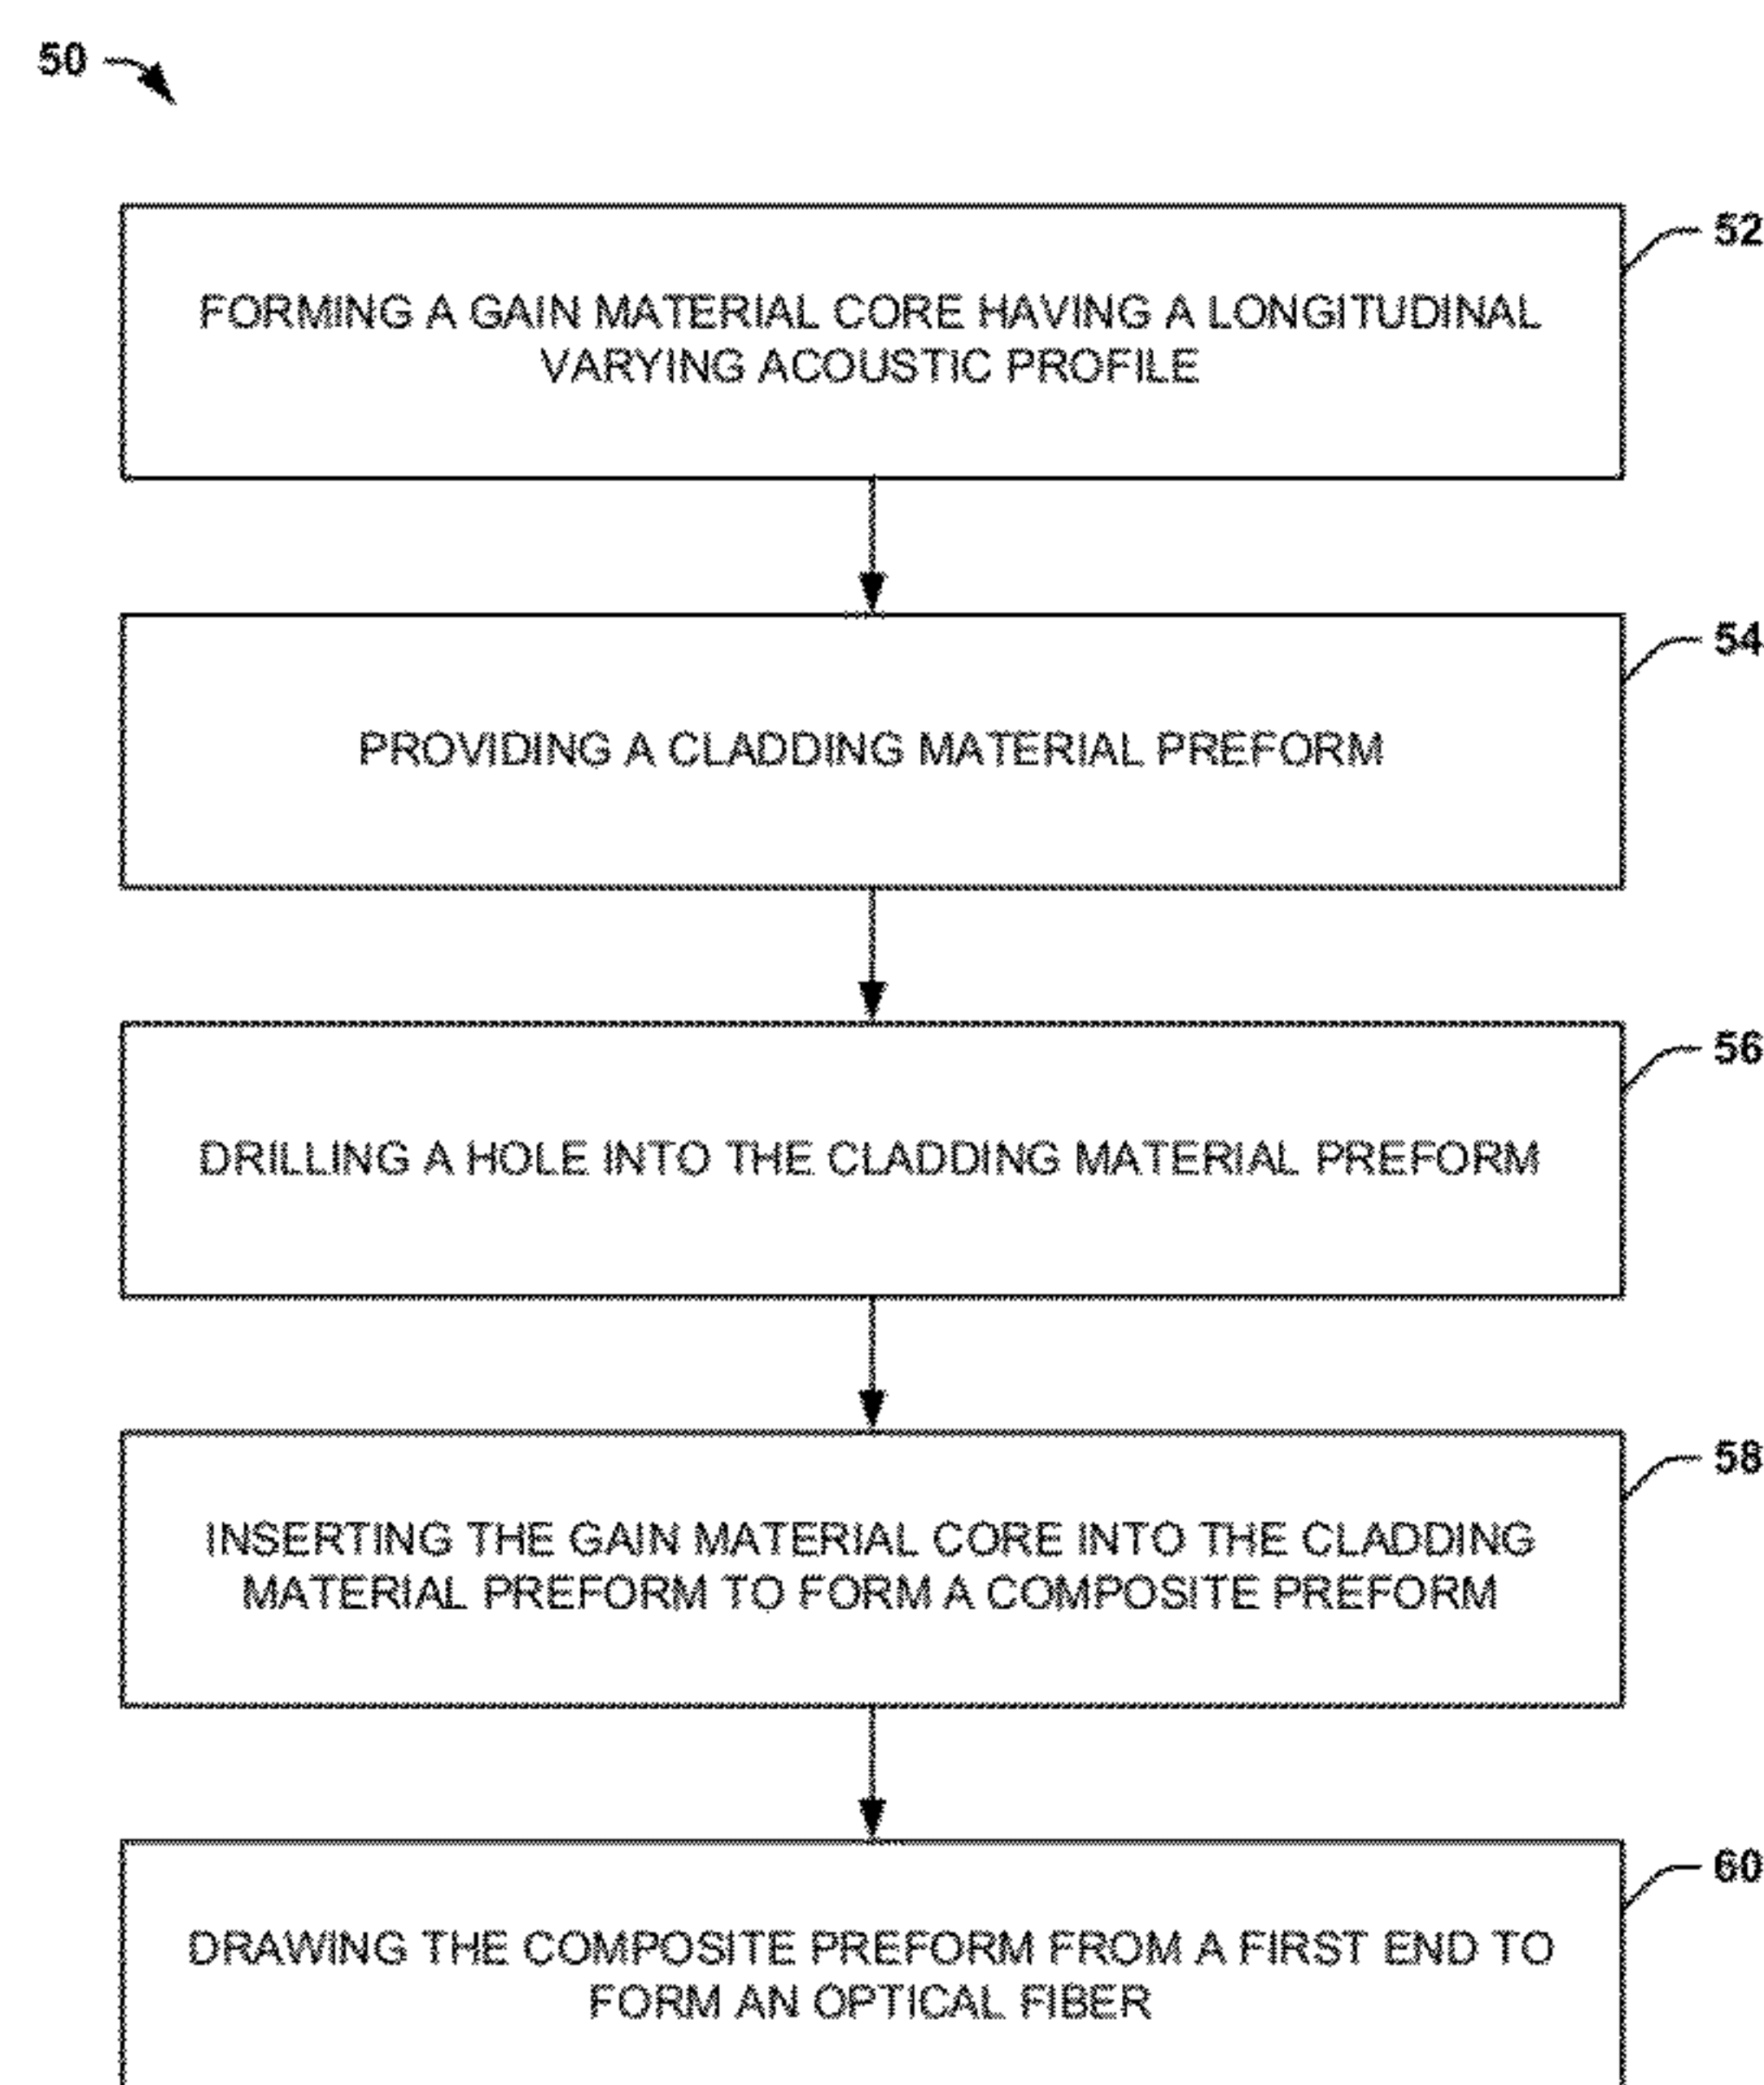 50
52
FORMING A GAIN MATERIAL CORE HAVING A LONGITUDINAL
VARYING ACOUSTIC PROFILE
54
PROVIDING A CLADDING MATERIAL PREFORM
56
DRILLING A HOLE INTO THE CLADDING MATERIAL PREFORM
58
INSERTING THE GAIN MATERIAL CORE INTO THE CLADDING
MATERIAL PREFORM TO FORM A COMPOSITE PREFORM
60
DRAWING THE COMPOSITE PREFORM FROM A FIRST END TO
FORM AN OPTICAL FIBER